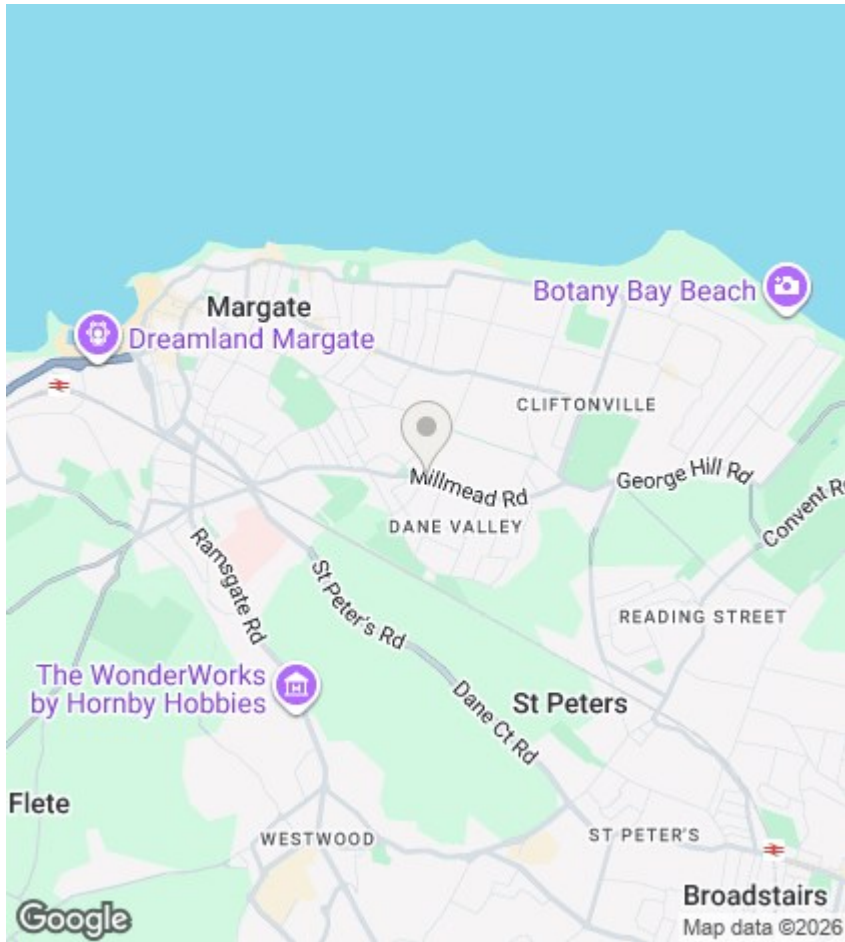 Botany Bay Beach
Margate
Dreamland Margate
CLIFTONVILLE
George Hill Rd
Millmead Rd
Convent Ro
DANE VALLEY
Ramsgate Rd
St Peter's Rd
READING STREET
The WonderWorks
by Hornby Hobbies
St Peters
Dane Ct Rd
Flete
WESTWOOD
ST PETER'S
Broadstairs
Google
Map data ©2026